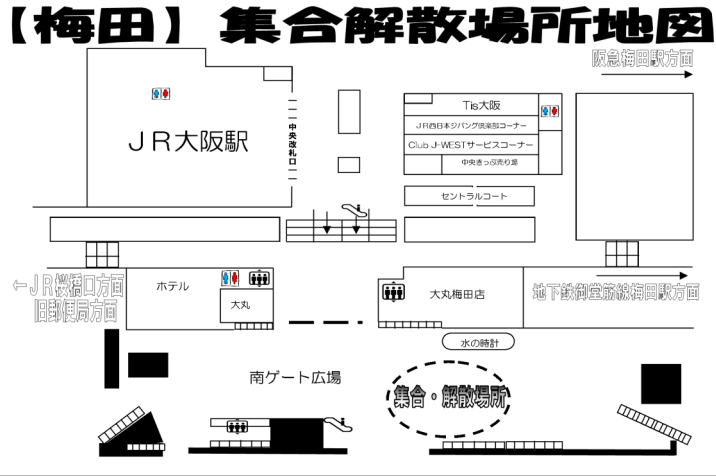 【梅田】 集合解散場所地図
阪急梅田駅方面
JR大阪駅
中央改札口
Tis大阪
JR西日本ジパング倶楽部コーナー
Club J-WESTサービスコーナー
中央きっぷ売り場
セントラルコート
←JR桜橋口方面
旧郵便局方面
ホテル
大丸
大丸梅田店
地下鉄御堂筋線梅田駅方面
水の時計
南ゲート広場
集合・解散場所